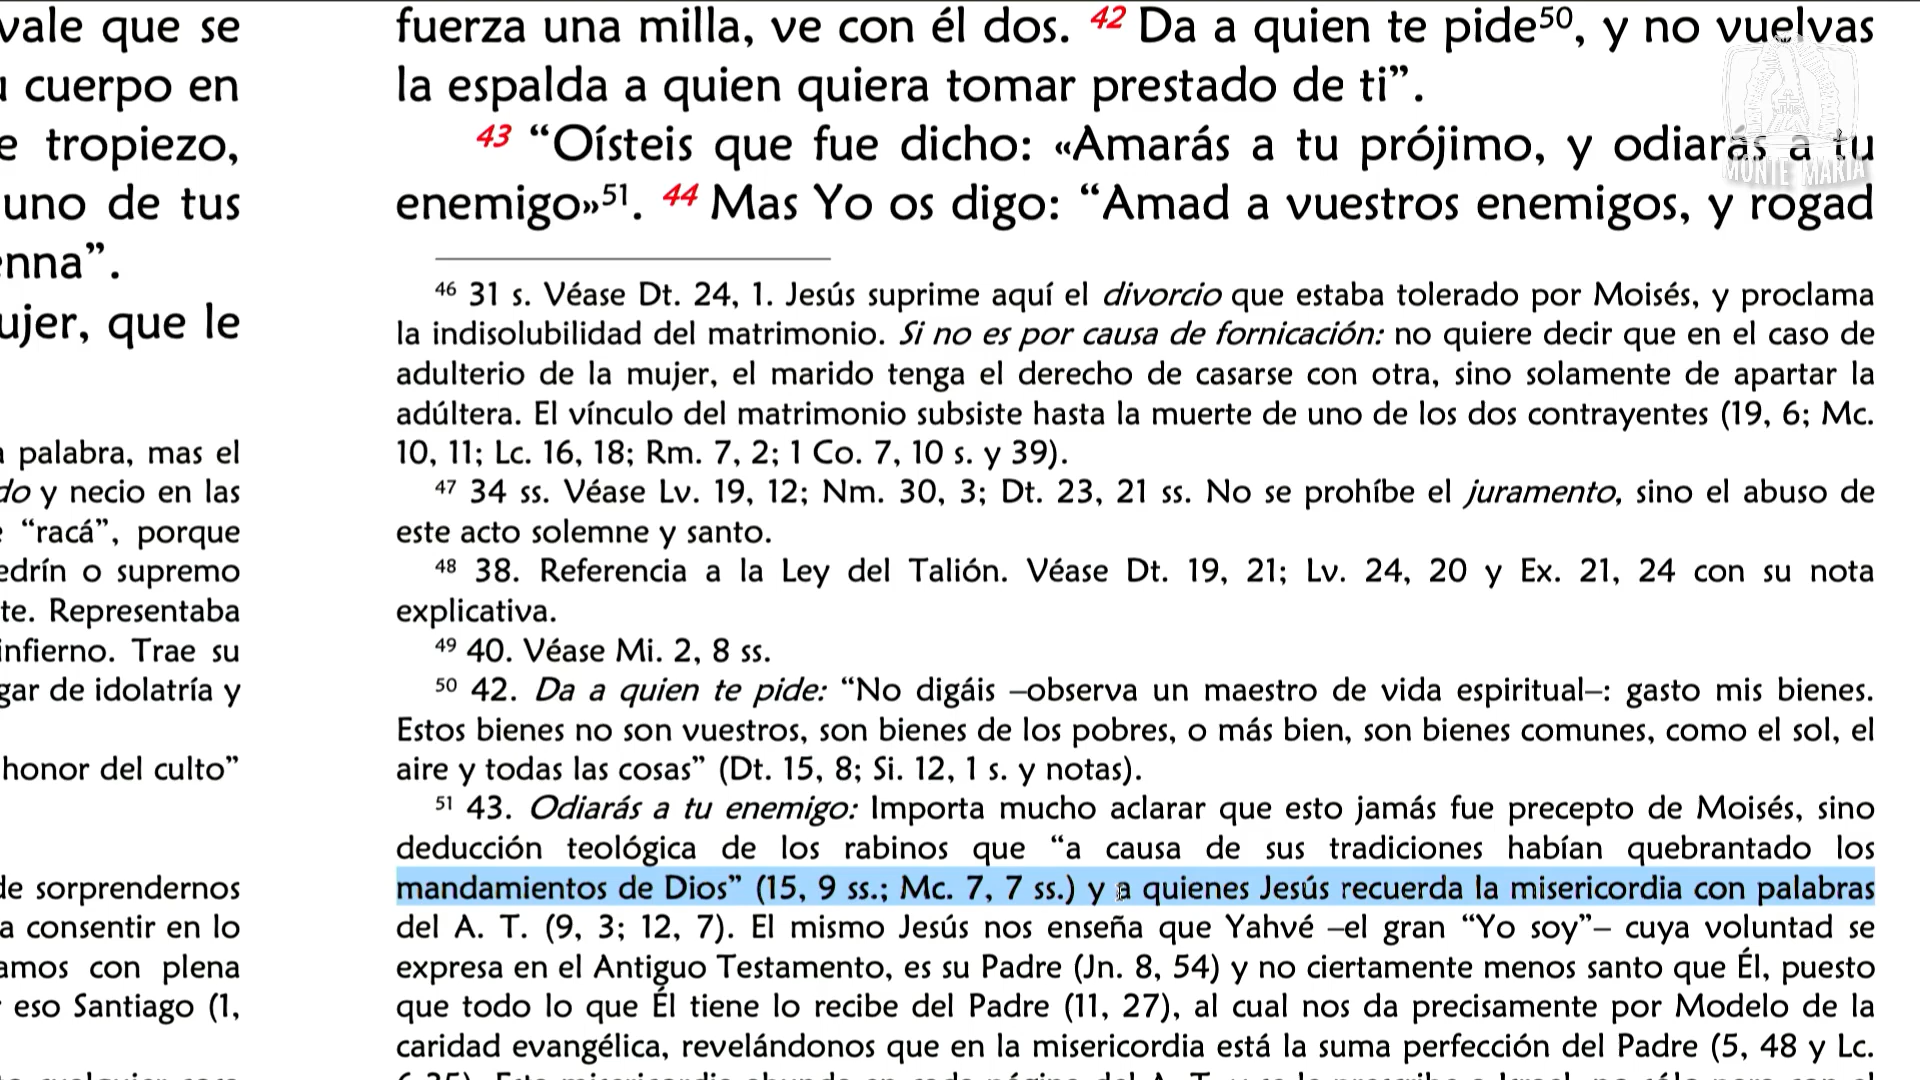 vale que se
cuerpo en
e tropiezo,
uno de tus
enna”.
ujer, que le
a palabra, mas el
do y necio en las
e “racá”, porque
edrín o supremo
te. Representaba
infierno. Trae su
gar de idolatría y
honor del culto”
de sorprendernos
a consentir en lo
amos con plena
eso Santiago (1,
fuerza una milla, ve con él dos. 42 Da a quien te pide50, y no vuelvas
la espalda a quien quiera tomar prestado de ti”.
43 “Oísteis que fue dicho: «Amarás a tu prójimo, y odiarás a tu
enemigo»51. 44 Mas Yo os digo: “Amad a vuestros enemigos, y rogad
46 31 s. Véase Dt. 24, 1. Jesús suprime aquí el divorcio que estaba tolerado por Moisés, y proclama
la indisolubilidad del matrimonio. Si no es por causa de fornicación: no quiere decir que en el caso de
adulterio de la mujer, el marido tenga el derecho de casarse con otra, sino solamente de apartar la
adúltera. El vínculo del matrimonio subsiste hasta la muerte de uno de los dos contrayentes (19, 6; Mc.
10, 11; Lc. 16, 18; Rm. 7, 2; 1 Co. 7, 10 s. y 39).
47 34 ss. Véase Lv. 19, 12; Nm. 30, 3; Dt. 23, 21 ss. No se prohíbe el juramento, sino el abuso de
este acto solemne y santo.
48 38. Referencia a la Ley del Talión. Véase Dt. 19, 21; Lv. 24, 20 y Ex. 21, 24 con su nota
explicativa.
49 40. Véase Mi. 2, 8 ss.
50 42. Da a quien te pide: “No digáis –observa un maestro de vida espiritual–: gasto mis bienes.
Estos bienes no son vuestros, son bienes de los pobres, o más bien, son bienes comunes, como el sol, el
aire y todas las cosas” (Dt. 15, 8; Si. 12, 1 s. y notas).
51 43. Odiarás a tu enemigo: Importa mucho aclarar que esto jamás fue precepto de Moisés, sino
deducción teológica de los rabinos que “a causa de sus tradiciones habían quebrantado los
mandamientos de Dios” (15, 9 ss.; Mc. 7, 7 ss.) y a quienes Jesús recuerda la misericordia con palabras
del A. T. (9, 3; 12, 7). El mismo Jesús nos enseña que Yahvé –el gran “Yo soy”– cuya voluntad se
expresa en el Antiguo Testamento, es su Padre (Jn. 8, 54) y no ciertamente menos santo que Él, puesto
que todo lo que Él tiene lo recibe del Padre (11, 27), al cual nos da precisamente por Modelo de la
caridad evangélica, revelándonos que en la misericordia está la suma perfección del Padre (5, 48 y Lc.
MONTE MARIA